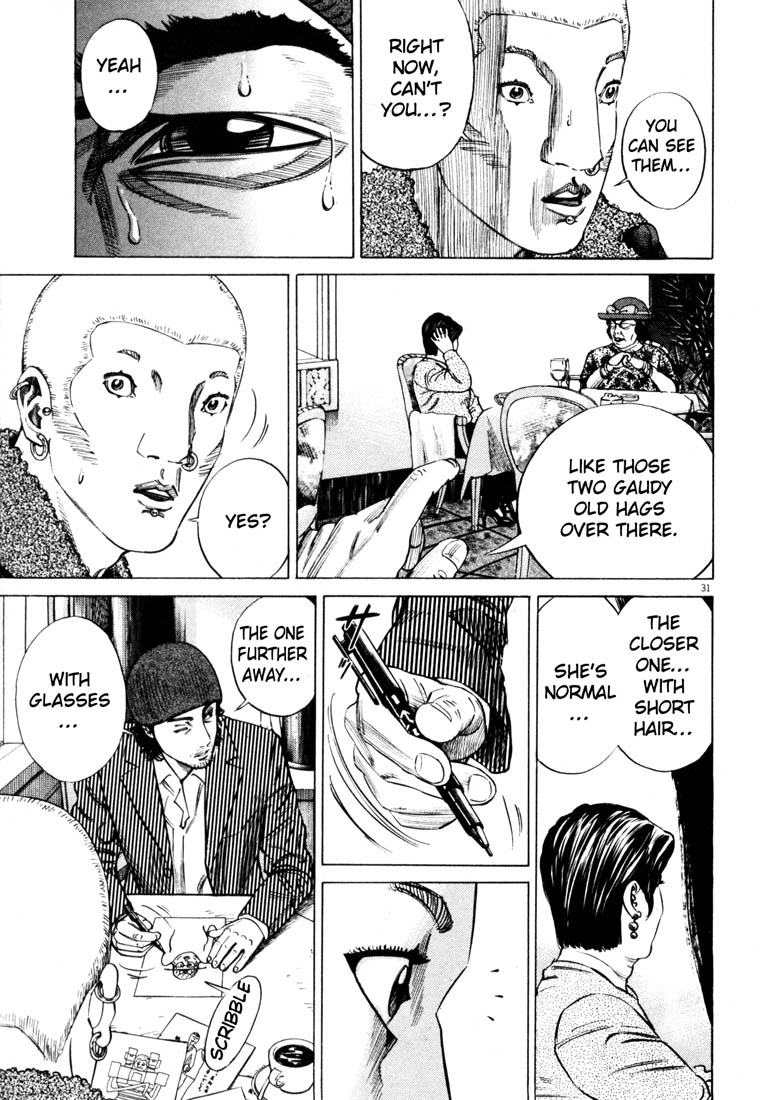 YOU
CAN SEE
THEM...
RIGHT
NOW,
CAN'T
YOU...?
YEAH
...
LIKE THOSE
TWO GAUDY
OLD HAGS
OVER THERE.
YES?
31
THE
CLOSER
ONE...
WITH
SHORT
HAIR...
SHE'S
NORMAL
...
THE ONE
FURTHER
AWAY...
WITH
GLASSES
...
SCRIBBLE